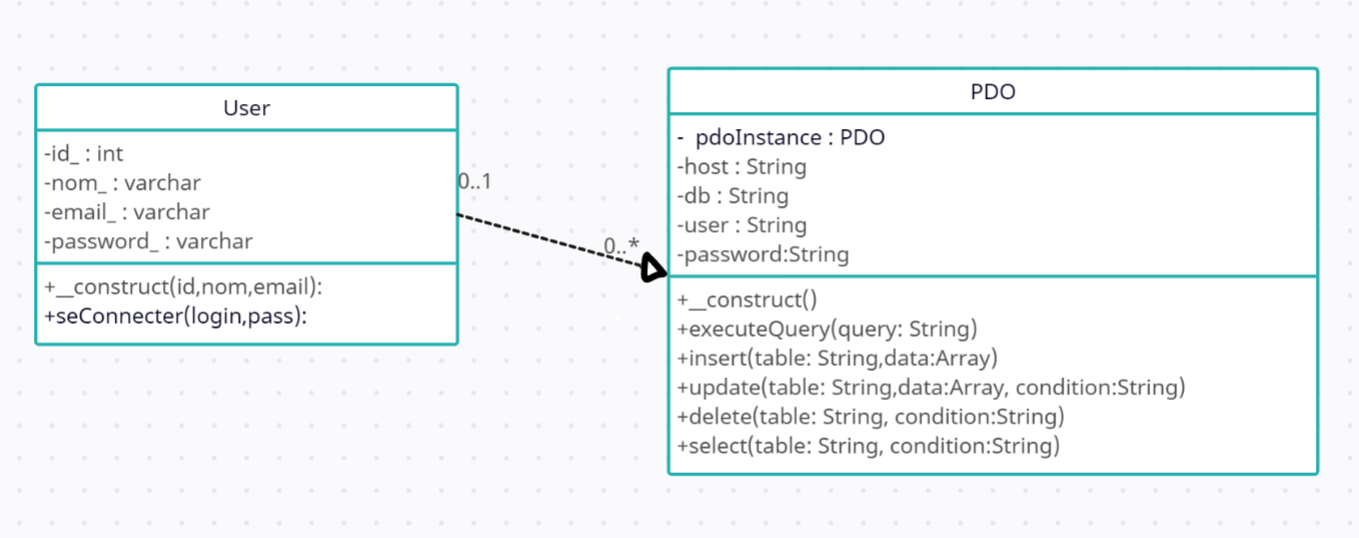 User
-id_ : int
-nom_ : varchar
-email_ : varchar
-password_ : varchar
+__construct(id,nom,email):
+seConnecter(login,pass):
0..1
0..*
PDO
-  pdoInstance : PDO
-host : String
-db : String
-user : String
-password:String
+__construct()
+executeQuery(query: String)
+insert(table: String,data:Array)
+update(table: String,data:Array, condition:String)
+delete(table: String, condition:String)
+select(table: String, condition:String)